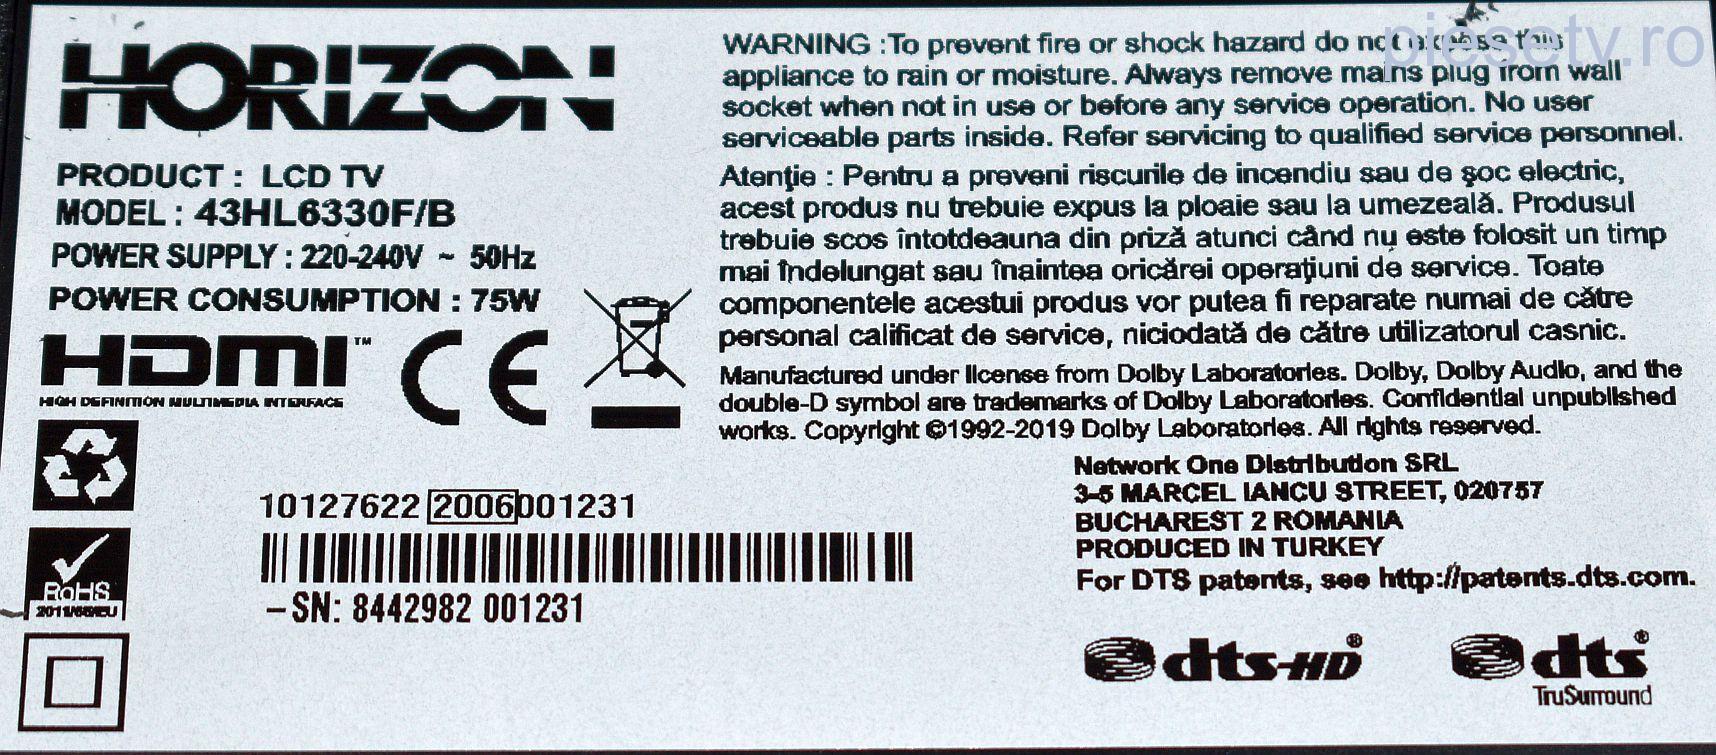 piesetv.ro
HORIZON
PRODUCT : LCD TV
MODEL : 43HL6330F/B
POWER SUPPLY : 220-240V ~ 50Hz
POWER CONSUMPTION : 75W
HDMI™
HIGH DEFINITION MULTIMEDIA INTERFACE
CE
RoHS
2011/65/EU
10127622 2006001231
-SN: 8442982 001231
WARNING :To prevent fire or shock hazard do not expose this
appliance to rain or moisture. Always remove mains plug from wall
socket when not in use or before any service operation. No user
serviceable parts inside. Refer servicing to qualified service personnel.
Atenţie : Pentru a preveni riscurile de incendiu sau de şoc electric,
acest produs nu trebuie expus la ploaie sau la umezeală. Produsul
trebuie scos întotdeauna din priză atunci când nu este folosit un timp
mai îndelungat sau înaintea oricărei operaţiuni de service. Toate
componentele acestui produs vor putea fi reparate numai de către
personal calificat de service, niciodată de către utilizatorul casnic.
Manufactured under license from Dolby Laboratories. Dolby, Dolby Audio, and the
double-D symbol are trademarks of Dolby Laboratories. Confidential unpublished
works. Copyright ©1992-2019 Dolby Laboratories. All rights reserved.
Network One Distribution SRL
3-5 MARCEL IANCU STREET, 020757
BUCHAREST 2 ROMANIA
PRODUCED IN TURKEY
For DTS patents, see http://patents.dts.com.
dts-HD®
dts®
TruSurround